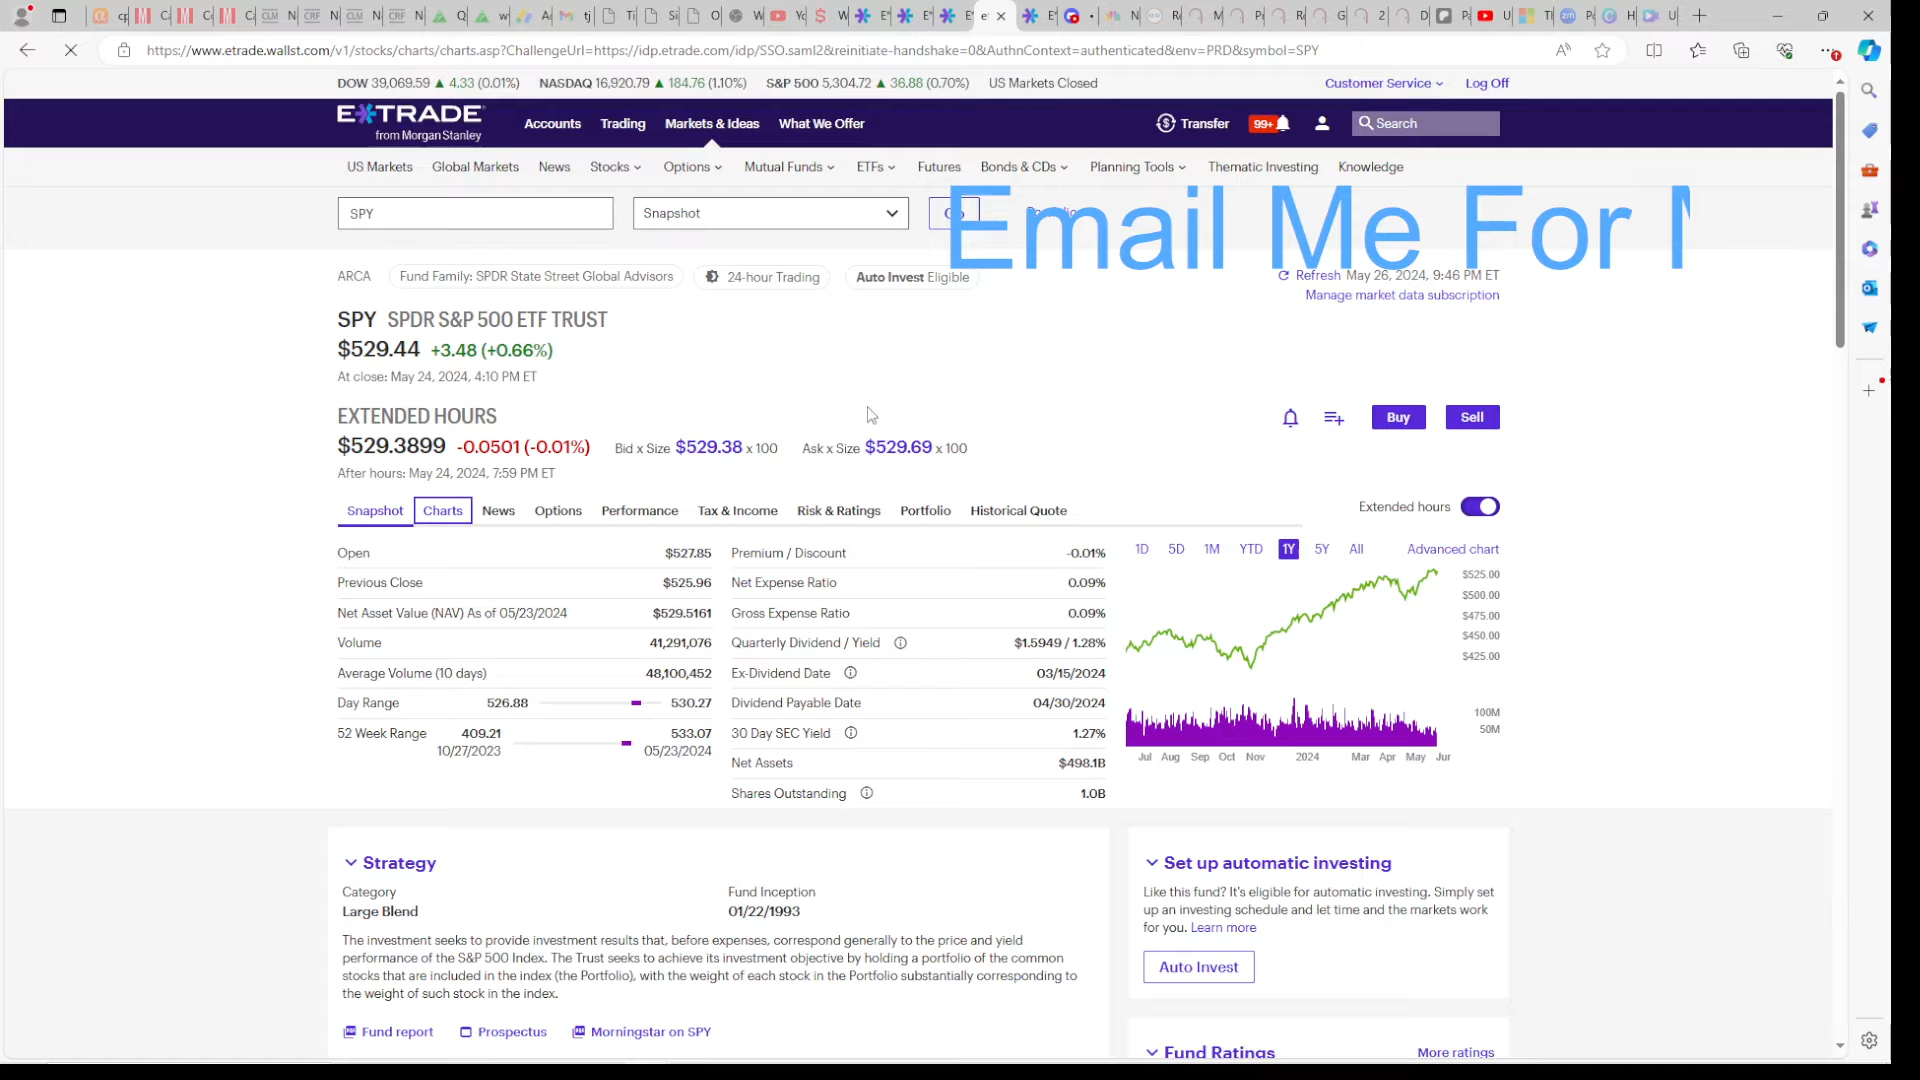 https://www.etrade.wallst.com/v1/stocks/charts/charts.asp?ChallengeUrl=https://idp.etrade.com/idp/SSO.saml2&reinitiate-handshake=0&AuthnContext=authenticated&env=PRD&symbol=SPY
DOW 39,069.59 ▲ 4.33 (0.01%) NASDAQ 16,920.79 ▲ 184.76 (1.10%) S&P 500 5,304.72 ▲ 36.88 (0.70%) US Markets Closed Customer Service Log Off
E*TRADE
from Morgan Stanley
Accounts Trading Markets & Ideas What We Offer Transfer 99+ Search
US Markets Global Markets News Stocks Options Mutual Funds ETFs Futures Bonds & CDs Planning Tools Thematic Investing Knowledge
SPY Snapshot
Email Me For
ARCA Fund Family: SPDR State Street Global Advisors 24-hour Trading Auto Invest Eligible
Refresh May 26, 2024, 9:46 PM ET
Manage market data subscription
SPY SPDR S&P 500 ETF TRUST
$529.44 +3.48 (+0.66%)
At close: May 24, 2024, 4:10 PM ET
EXTENDED HOURS
Buy Sell
$529.3899 -0.0501 (-0.01%) Bid x Size $529.38 x 100 Ask x Size $529.69 x 100
After hours: May 24, 2024, 7:59 PM ET
Snapshot Charts News Options Performance Tax & Income Risk & Ratings Portfolio Historical Quote
Extended hours
Open $527.85
Previous Close $525.96
Net Asset Value (NAV) As of 05/23/2024 $529.5161
Volume 41,291,076
Average Volume (10 days) 48,100,452
Day Range 526.88 530.27
52 Week Range 409.21 533.07
10/27/2023 05/23/2024
Premium / Discount -0.01%
Net Expense Ratio 0.09%
Gross Expense Ratio 0.09%
Quarterly Dividend / Yield $1.5949 / 1.28%
Ex-Dividend Date 03/15/2024
Dividend Payable Date 04/30/2024
30 Day SEC Yield 1.27%
Net Assets $498.1B
Shares Outstanding 1.0B
1D 5D 1M YTD 1Y 5Y All Advanced chart
$525.00
$500.00
$475.00
$450.00
$425.00
100M
50M
Jul Aug Sep Oct Nov 2024 Mar Apr May Jun
Strategy
Category
Large Blend
Fund Inception
01/22/1993
The investment seeks to provide investment results that, before expenses, correspond generally to the price and yield
performance of the S&P 500 Index. The Trust seeks to achieve its investment objective by holding a portfolio of the common
stocks that are included in the index (the Portfolio), with the weight of each stock in the Portfolio substantially corresponding to
the weight of such stock in the index.
Fund report Prospectus Morningstar on SPY
Set up automatic investing
Like this fund? It's eligible for automatic investing. Simply set
up an investing schedule and let time and the markets work
for you. Learn more
Auto Invest
Fund Ratings More ratings